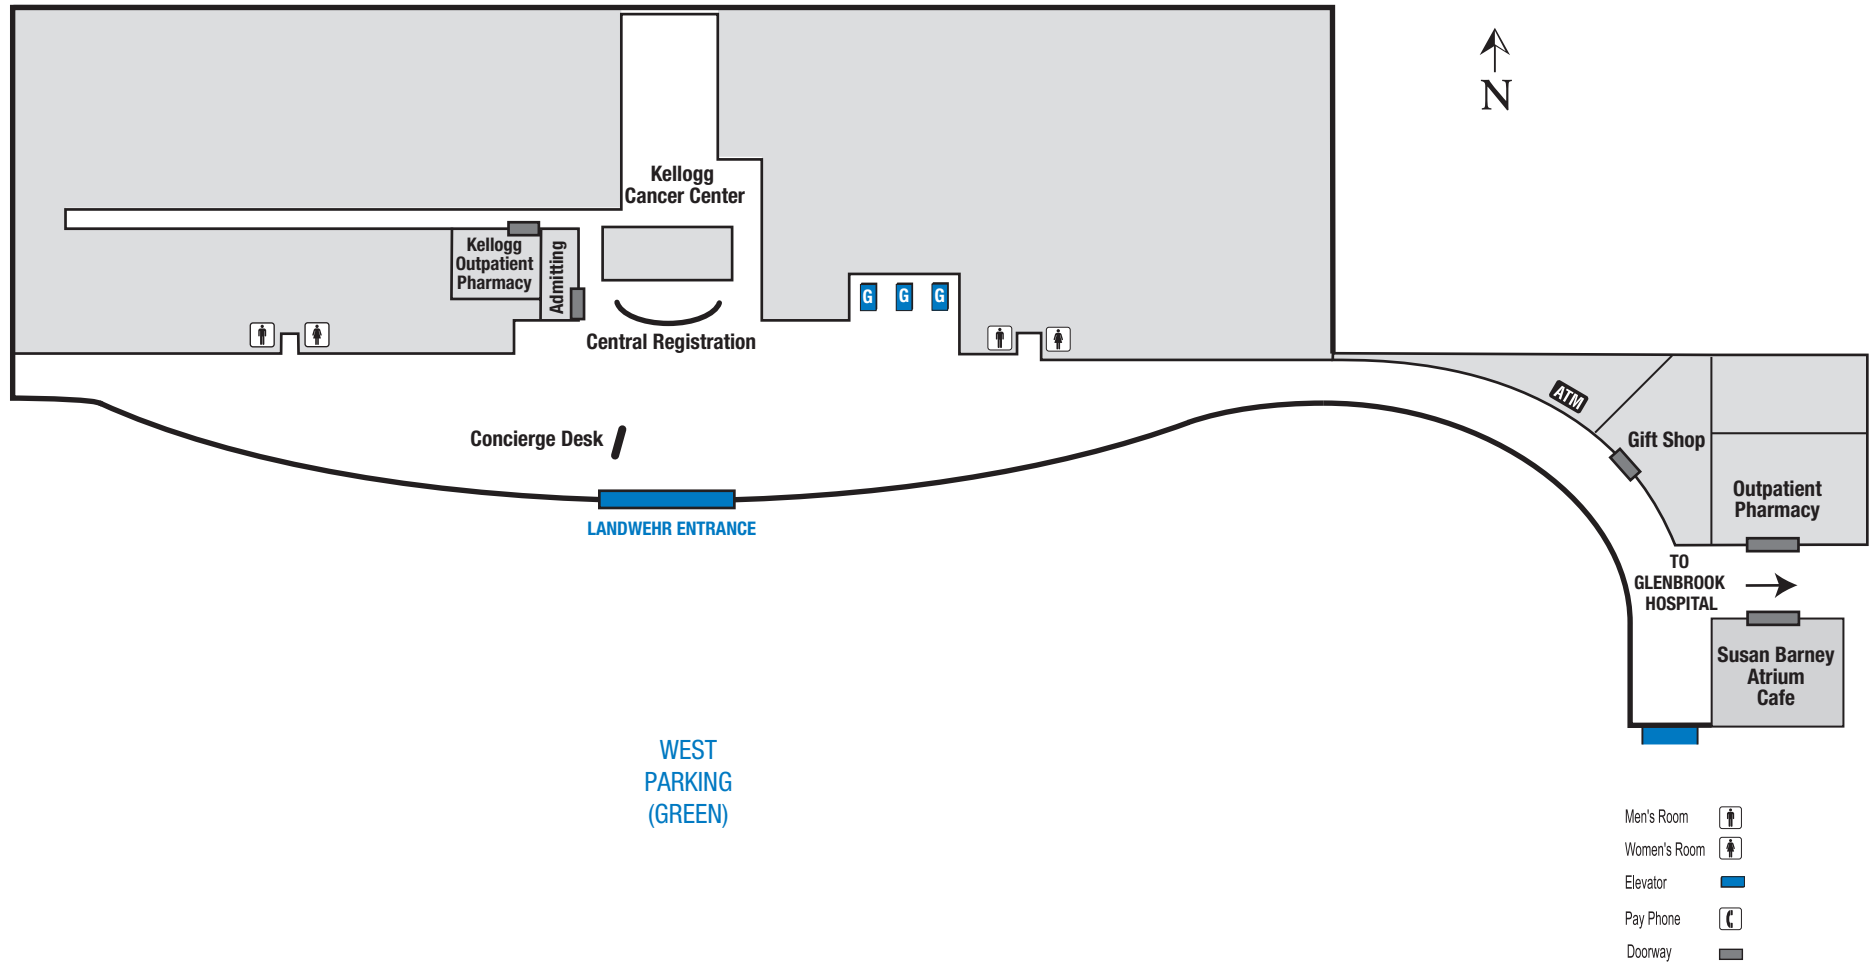 N
Kellogg
Cancer Center
Kellogg
Outpatient
Pharmacy
Admitting
G G G
Central Registration
ATM
Concierge Desk
Gift Shop
LANDWEHR ENTRANCE
Outpatient
Pharmacy
TO
GLENBROOK
HOSPITAL
Susan Barney
Atrium
Cafe
WEST
PARKING
(GREEN)
Men's Room
Women's Room
Elevator
Pay Phone
Doorway